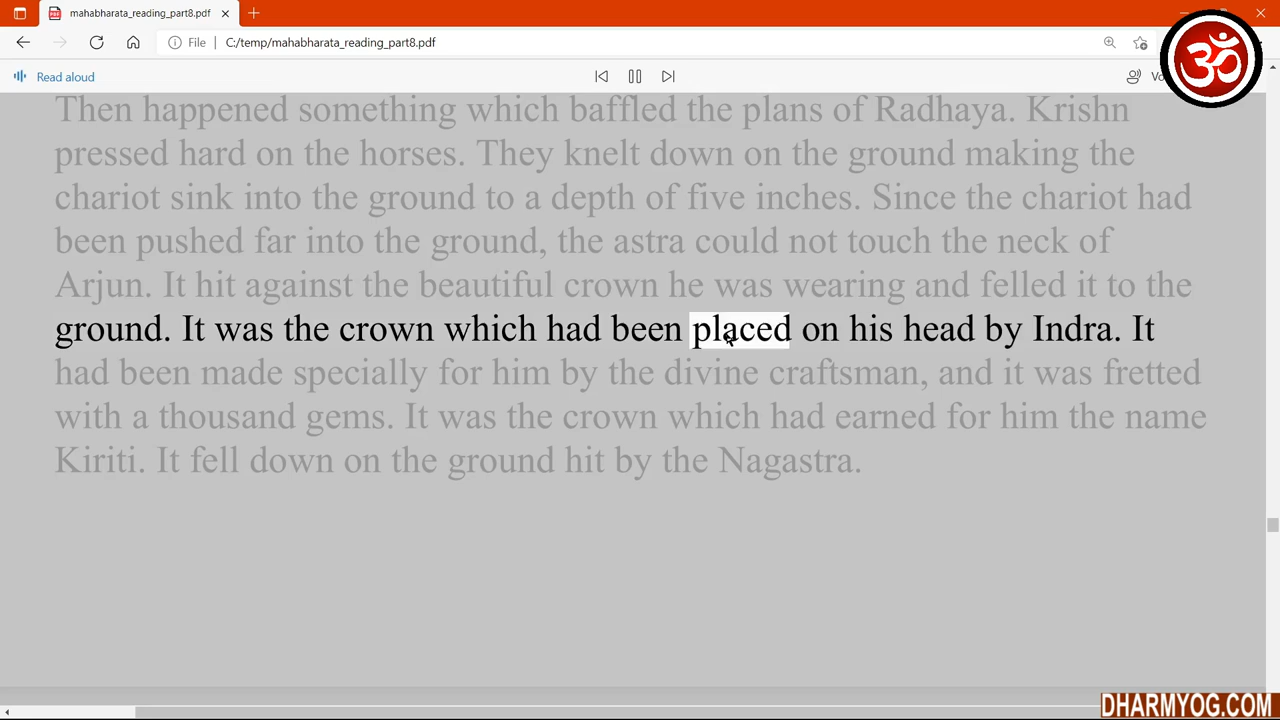 mahabharata_reading_part8.pdf
File C:/temp/mahabharata_reading_part8.pdf
Read aloud
Then happened something which baffled the plans of Radhaya. Krishn
pressed hard on the horses. They knelt down on the ground making the
chariot sink into the ground to a depth of five inches. Since the chariot had
been pushed far into the ground, the astra could not touch the neck of
Arjun. It hit against the beautiful crown he was wearing and felled it to the
ground. It was the crown which had been placed on his head by Indra. It
had been made specially for him by the divine craftsman, and it was fretted
with a thousand gems. It was the crown which had earned for him the name
Kiriti. It fell down on the ground hit by the Nagastra.
ॐ
DHARMYOG.COM